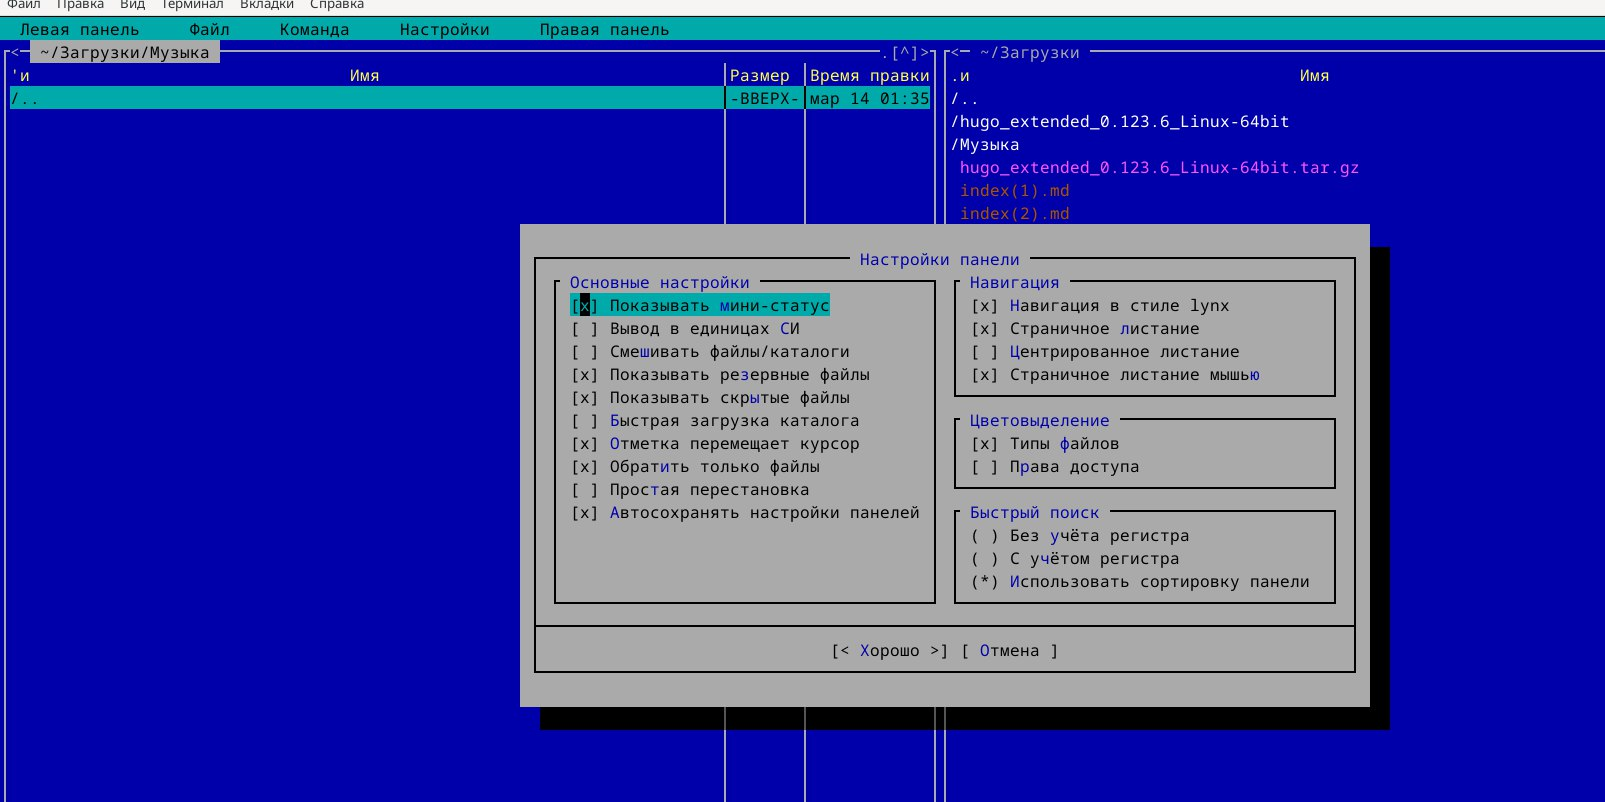 Файл Правка Вид Терминал Вкладки Справка
Левая панель Файл Команда Настройки Правая панель
<─ ~/Загрузки/Музыка .[^]> <─ ~/Загрузки
'и Имя Размер Время правки .и Имя
/.. -ВВЕРХ- мар 14 01:35 /..
/hugo_extended_0.123.6_Linux-64bit
/Музыка
hugo_extended_0.123.6_Linux-64bit.tar.gz
index(1).md
index(2).md
Настройки панели
Основные настройки
[x] Показывать мини-статус
[ ] Вывод в единицах СИ
[ ] Смешивать файлы/каталоги
[x] Показывать резервные файлы
[x] Показывать скрытые файлы
[ ] Быстрая загрузка каталога
[x] Отметка перемещает курсор
[x] Обратить только файлы
[ ] Простая перестановка
[x] Автосохранять настройки панелей
Навигация
[x] Навигация в стиле lynx
[x] Страничное листание
[ ] Центрированное листание
[x] Страничное листание мышью
Цветовыделение
[x] Типы файлов
[ ] Права доступа
Быстрый поиск
( ) Без учёта регистра
( ) С учётом регистра
(*) Использовать сортировку панели
[< Хорошо >] [ Отмена ]